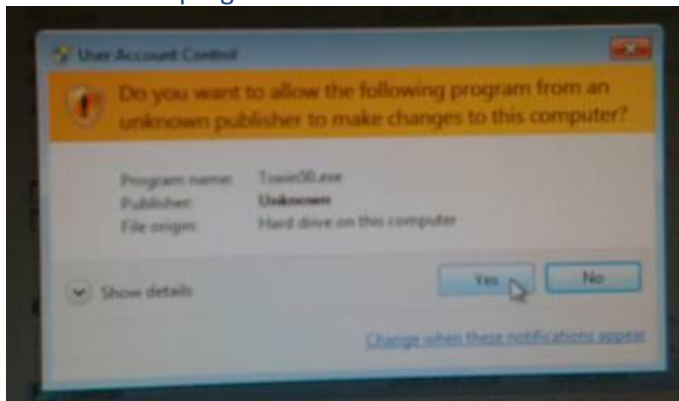 User Account Control
Do you want to allow the following program from an
unknown publisher to make changes to this computer?
Program name:
Publisher: Unknown
File origin: Hard drive on this computer
Show details
Yes No
Change when these notifications appear